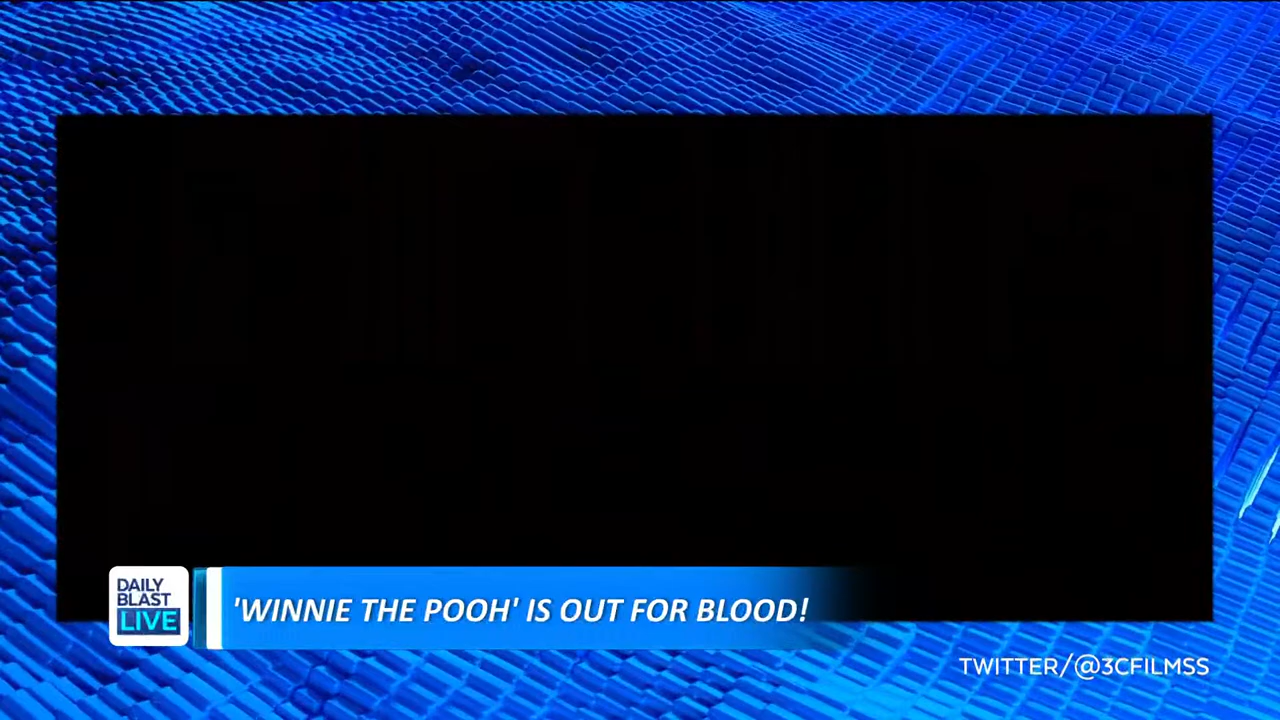 DAILY
BLAST
LIVE
'WINNIE THE POOH' IS OUT FOR BLOOD!
TWITTER/@3CFILMSS